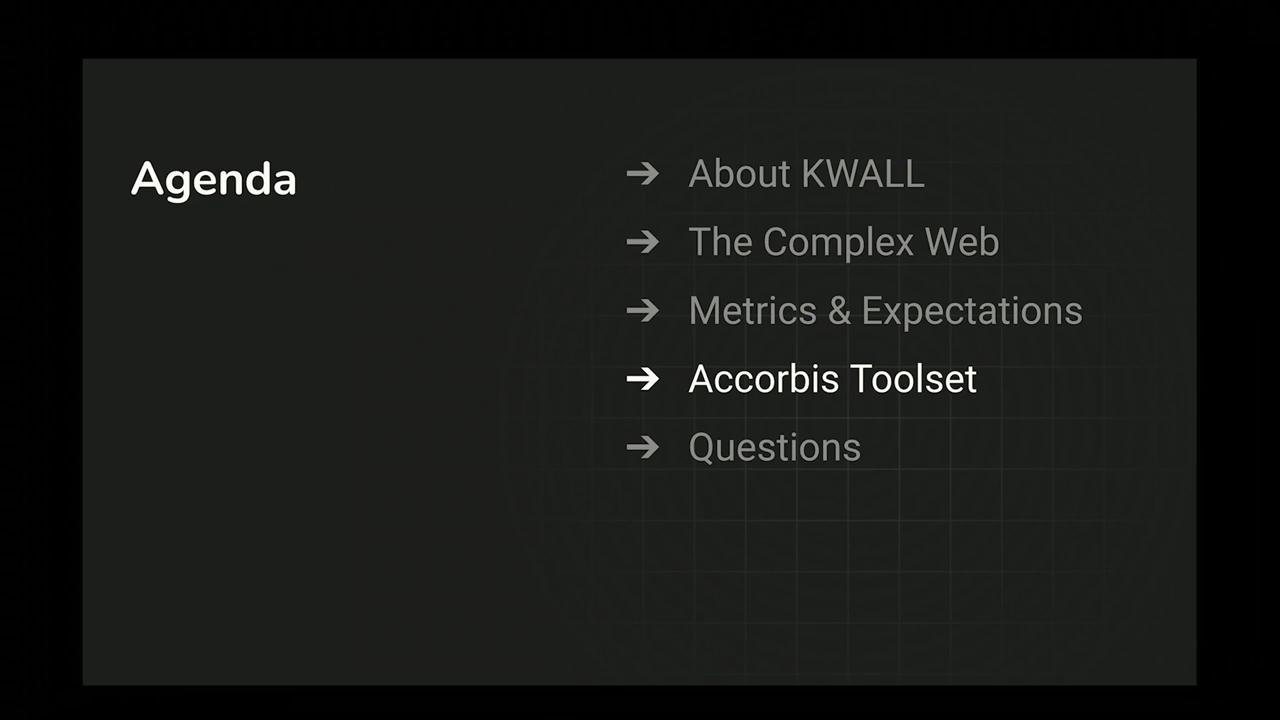 Agenda
➔ About KWALL
➔ The Complex Web
➔ Metrics & Expectations
➔ Accorbis Toolset
➔ Questions